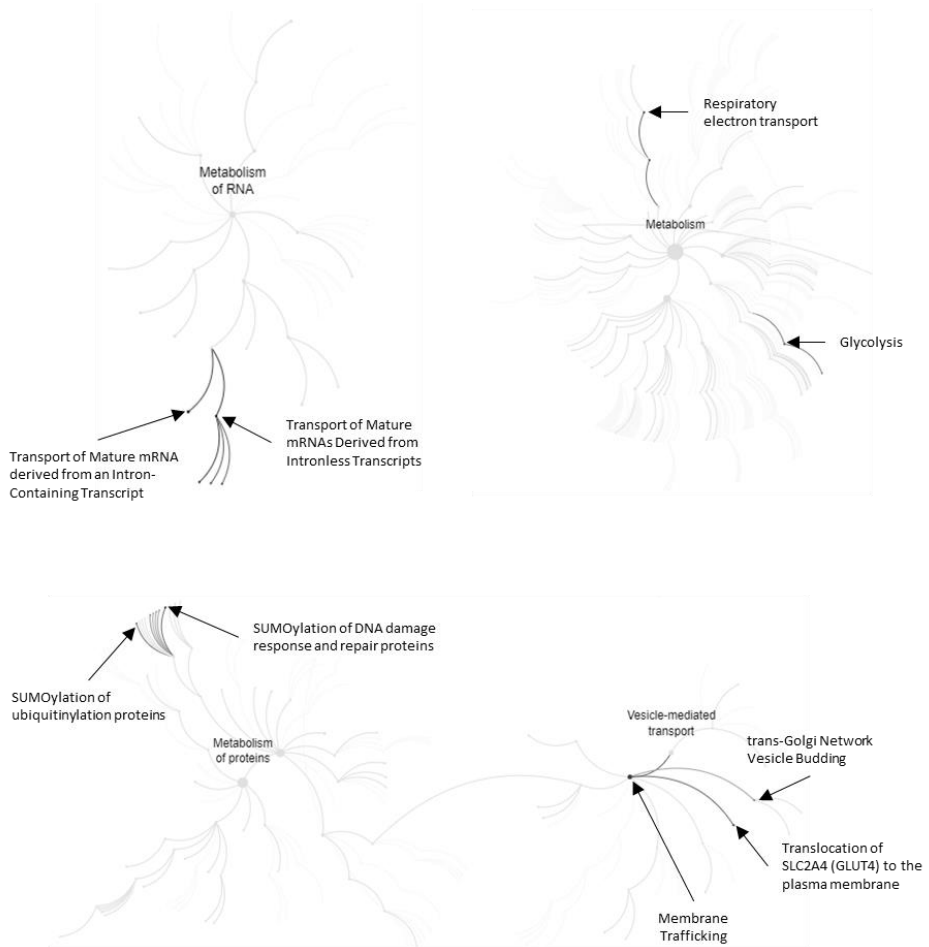 Metabolism
of RNA
Transport of Mature mRNA
derived from an Intron-
Containing Transcript
Transport of Mature
mRNAs Derived from
Intronless Transcripts
Respiratory
electron transport
Metabolism
Glycolysis
SUMOylation of DNA damage
response and repair proteins
SUMOylation of
ubiquitinylation proteins
Metabolism
of proteins
Vesicle-mediated
transport
trans-Golgi Network
Vesicle Budding
Translocation of
SLC2A4 (GLUT4) to the
plasma membrane
Membrane
Trafficking